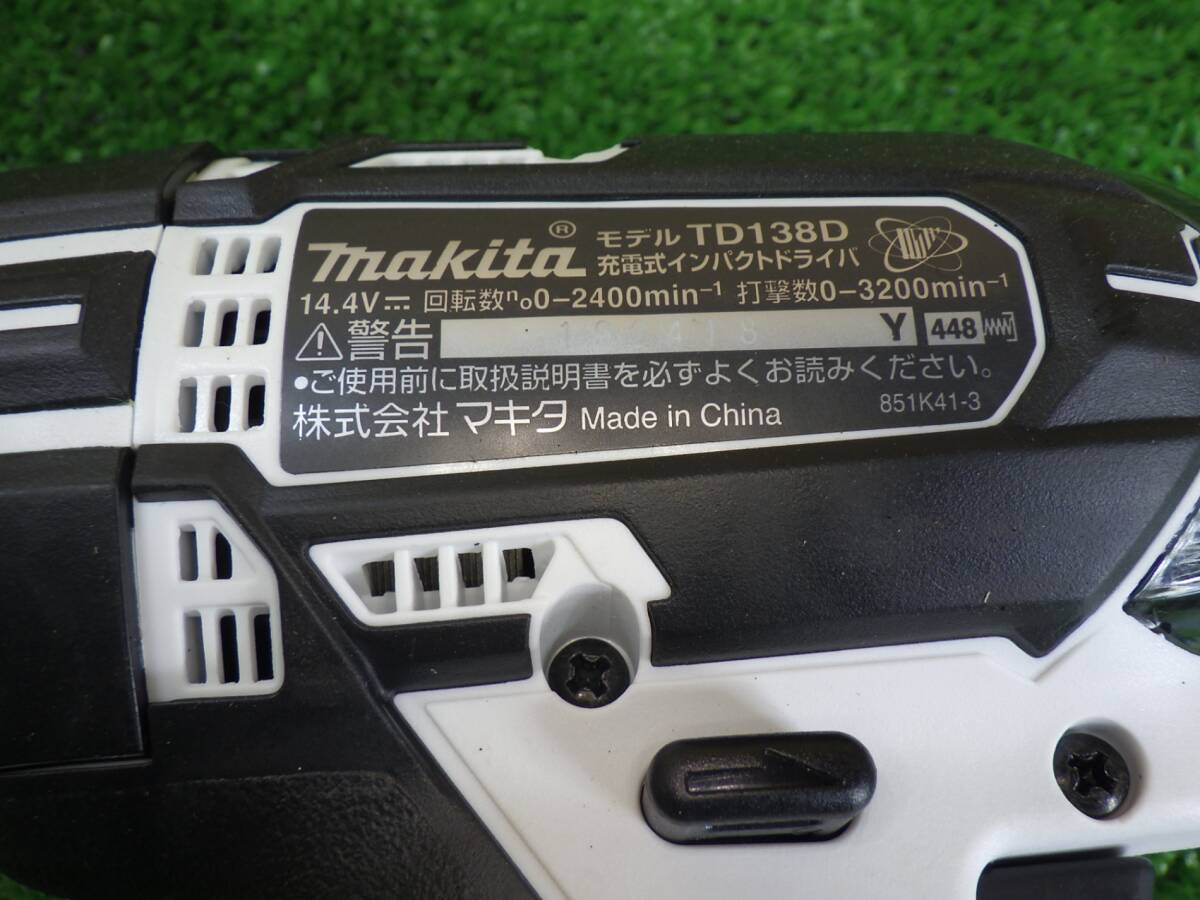 makita® モデル TD138D
充電式インパクトドライバ
14.4V⎓ 回転数 n₀0-2400min⁻¹ 打撃数0-3200min⁻¹
⚠警告 Y 448
•ご使用前に取扱説明書を必ずよくお読みください。
株式会社 マキタ Made in China 851K41-3